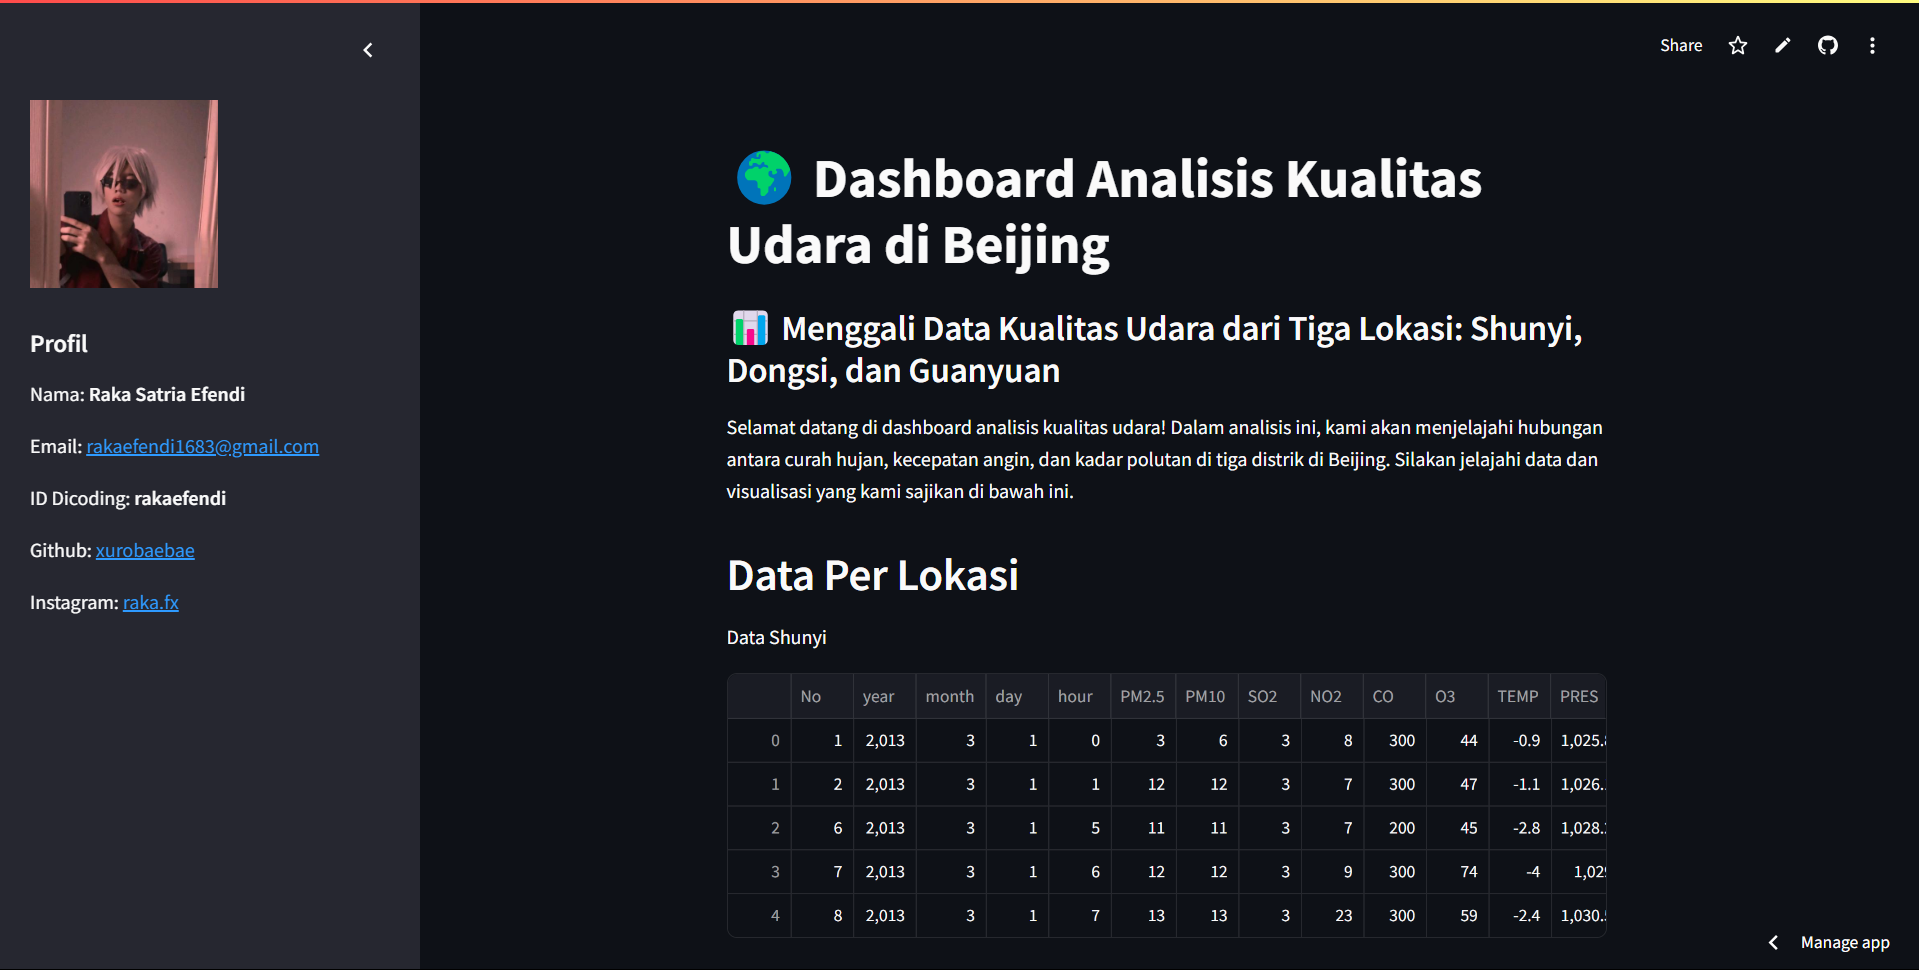 Share
Profil
Nama: Raka Satria Efendi
Email: rakaefendi1683@gmail.com
ID Dicoding: rakaefendi
Github: xurobaebae
Instagram: raka.fx
🌍 Dashboard Analisis Kualitas
Udara di Beijing
📊 Menggali Data Kualitas Udara dari Tiga Lokasi: Shunyi,
Dongsi, dan Guanyuan
Selamat datang di dashboard analisis kualitas udara! Dalam analisis ini, kami akan menjelajahi hubungan
antara curah hujan, kecepatan angin, dan kadar polutan di tiga distrik di Beijing. Silakan jelajahi data dan
visualisasi yang kami sajikan di bawah ini.
Data Per Lokasi
Data Shunyi
No year month day hour PM2.5 PM10 SO2 NO2 CO O3 TEMP PRES
0 1 2,013 3 1 0 3 6 3 8 300 44 -0.9 1,025.
1 2 2,013 3 1 1 12 12 3 7 300 47 -1.1 1,026.
2 6 2,013 3 1 5 11 11 3 7 200 45 -2.8 1,028.
3 7 2,013 3 1 6 12 12 3 9 300 74 -4 1,029
4 8 2,013 3 1 7 13 13 3 23 300 59 -2.4 1,030.
Manage app